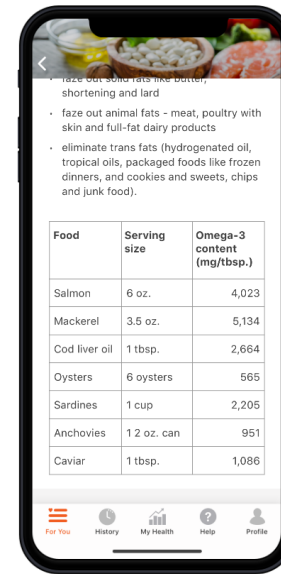 faze out solid fats like butter,
shortening and lard
faze out animal fats - meat, poultry with
skin and full-fat dairy products
eliminate trans fats (hydrogenated oil,
tropical oils, packaged foods like frozen
dinners, and cookies and sweets, chips
and junk food).
Food Serving size Omega-3 content (mg/tbsp.)
Salmon 6 oz. 4,023
Mackerel 3.5 oz. 5,134
Cod liver oil 1 tbsp. 2,664
Oysters 6 oysters 565
Sardines 1 cup 2,205
Anchovies 1 2 oz. can 951
Caviar 1 tbsp. 1,086
For You History My Health Help Profile